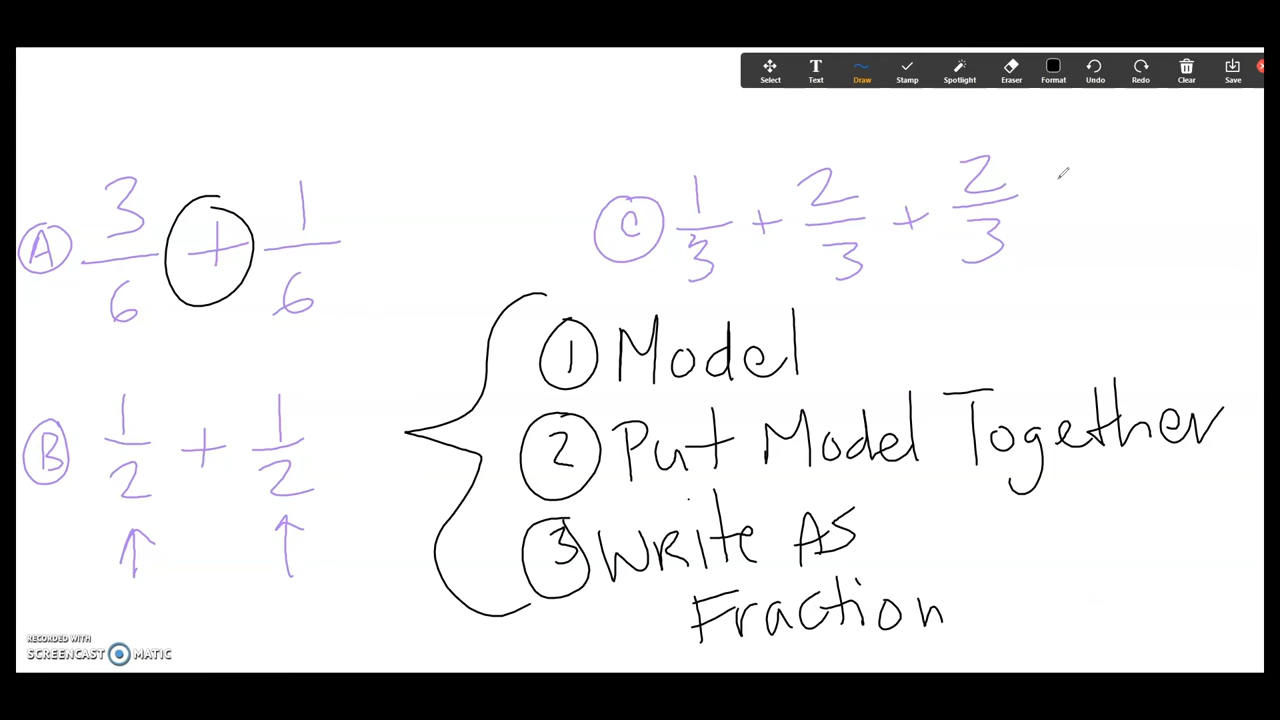 Select Text Draw Stamp Spotlight Eraser Format Undo Redo Clear Save
A 3/6 + 1/6
C 1/3 + 2/3 + 2/3
1 Model
B 1/2 + 1/2
2 Put Model Together
3 Write As
Fraction
RECORDED WITH
SCREENCAST MATIC